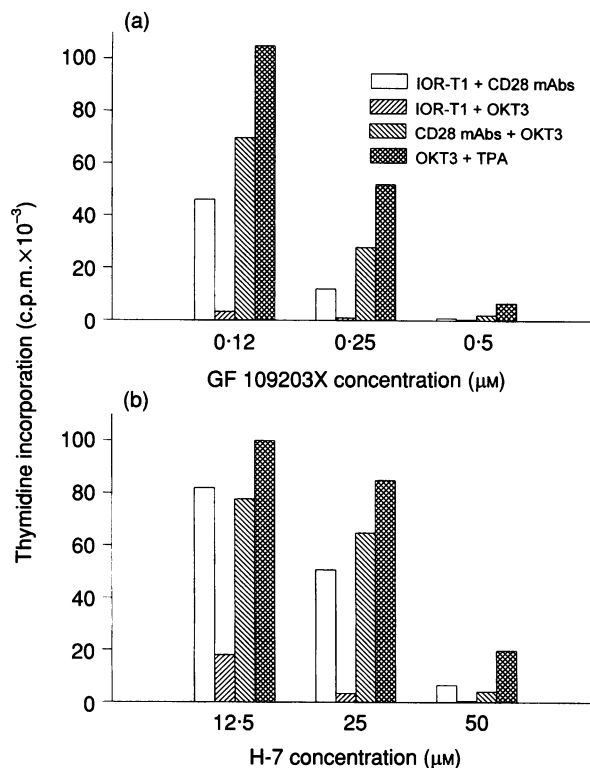 (a)
100
80
60
40
20
0
IOR-T1 + CD28 mAbs
IOR-T1 + OKT3
CD28 mAbs + OKT3
OKT3 + TPA
0·12
0·25
0·5
GF 109203X concentration (μM)
Thymidine incorporation (c.p.m.×10⁻³)
(b)
100
80
60
40
20
0
12·5
25
50
H-7 concentration (μM)